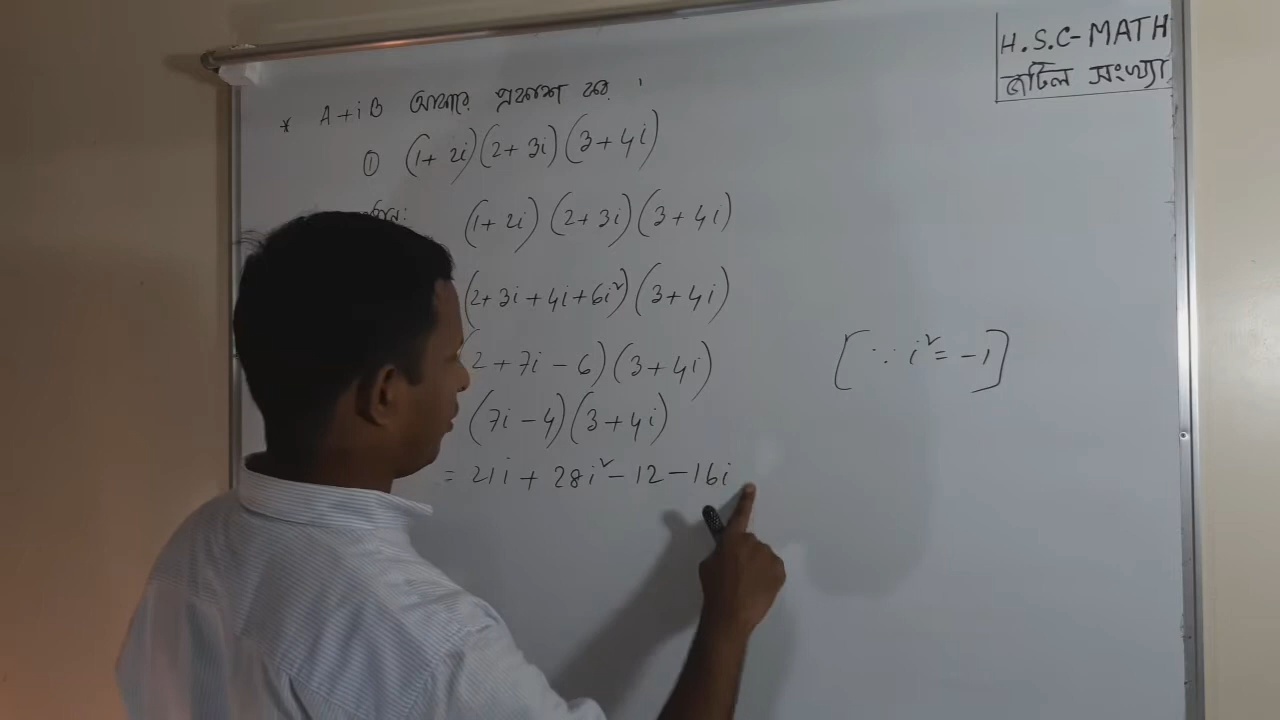 H.S.C-MATH
জটিল সংখ্যা
* A+iB আকারে প্রকাশ কর।
① (1+2i)(2+3i)(3+4i)
(1+2i)(2+3i)(3+4i)
(2+3i+4i+6i²)(3+4i)
2+7i-6)(3+4i) [∵ i²=-1]
(7i-4)(3+4i)
= 21i+28i²-12-16i